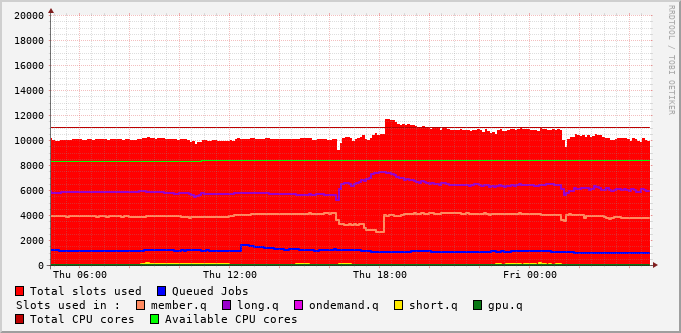 20000
18000
16000
14000
12000
10000
8000
6000
4000
2000
0
Thu 06:00 Thu 12:00 Thu 18:00 Fri 00:00
RRDTOOL / TOBI OETIKER
Total slots used Queued Jobs
Slots used in : member.q long.q ondemand.q short.q gpu.q
Total CPU cores Available CPU cores